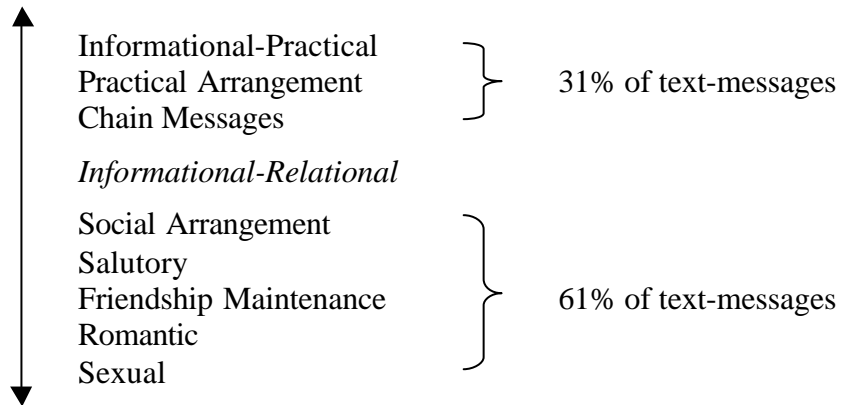 Informational-Practical
Practical Arrangement
Chain Messages
31% of text-messages
Informational-Relational
Social Arrangement
Salutory
Friendship Maintenance
Romantic
Sexual
61% of text-messages